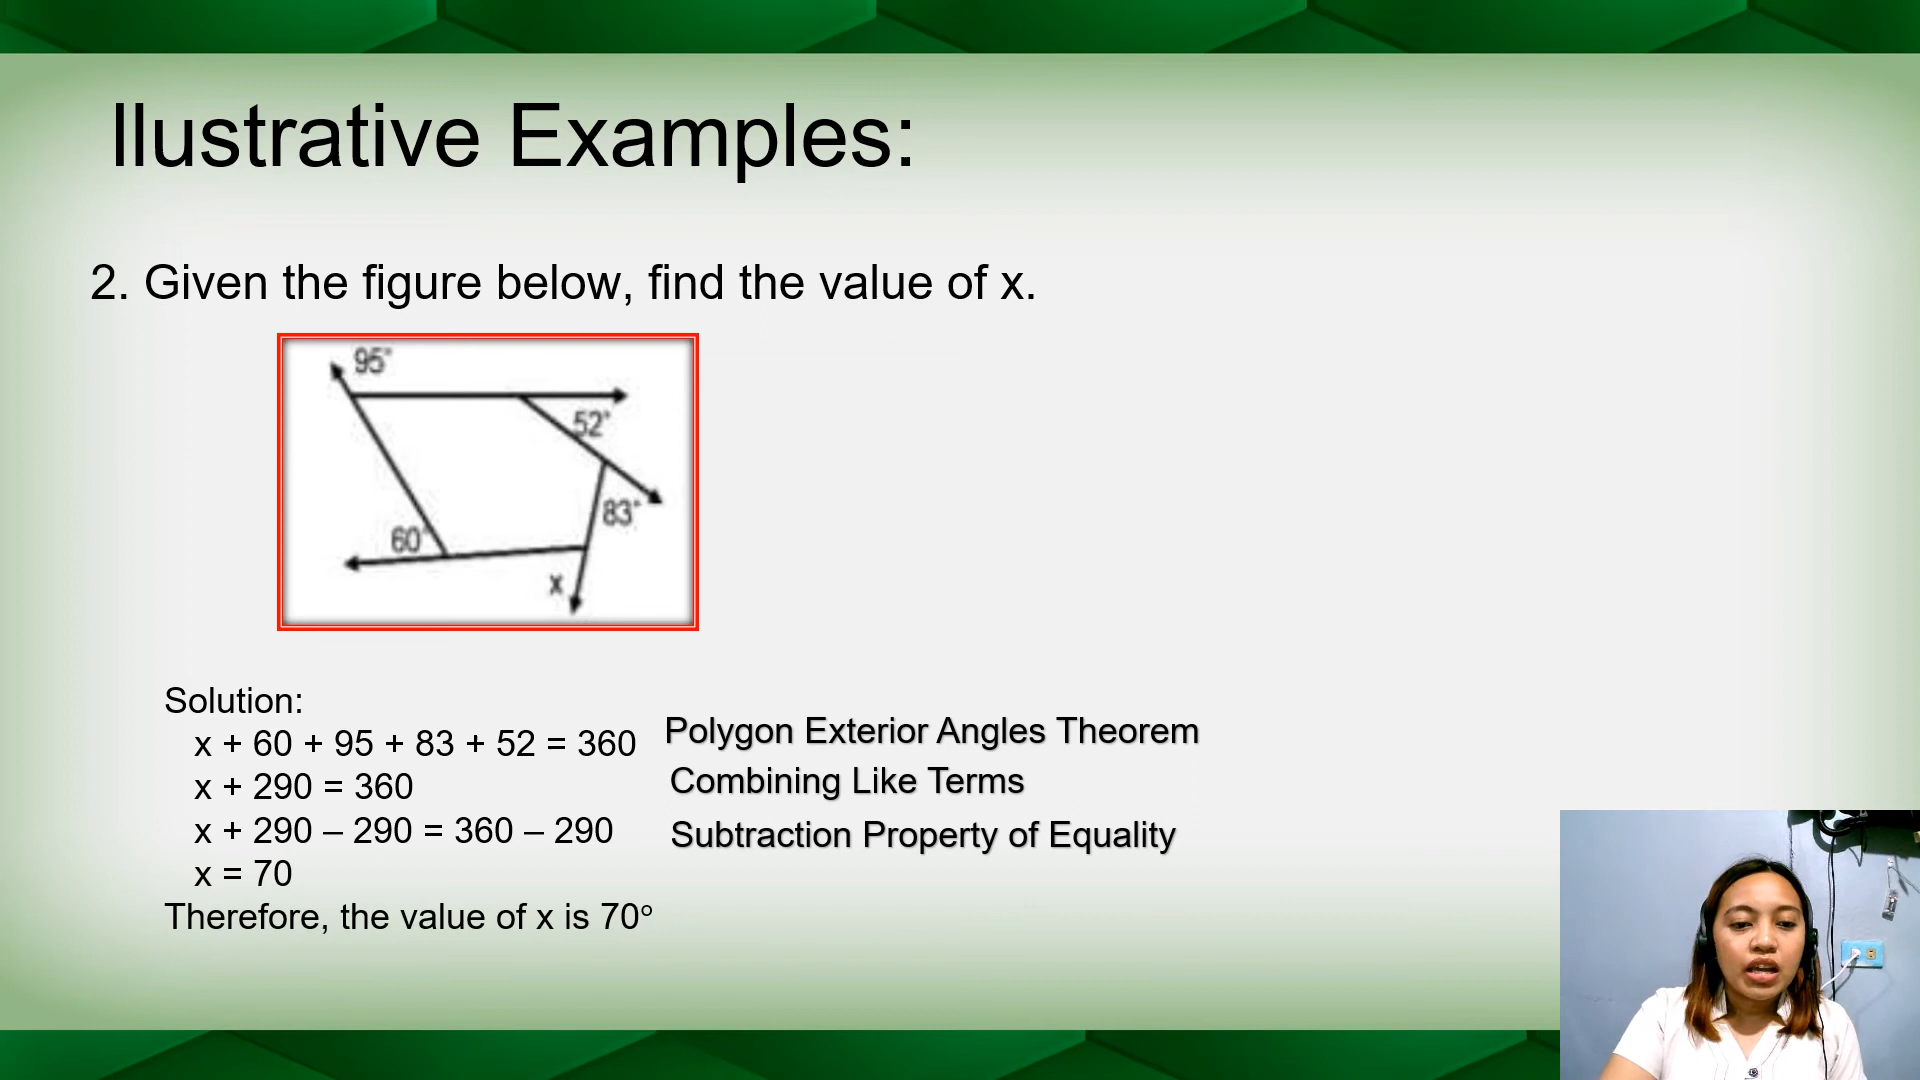 Ilustrative Examples:
2. Given the figure below, find the value of x.
95°
52°
83°
60°
x
Solution:
x + 60 + 95 + 83 + 52 = 360 Polygon Exterior Angles Theorem
x + 290 = 360 Combining Like Terms
x + 290 – 290 = 360 – 290 Subtraction Property of Equality
x = 70
Therefore, the value of x is 70º